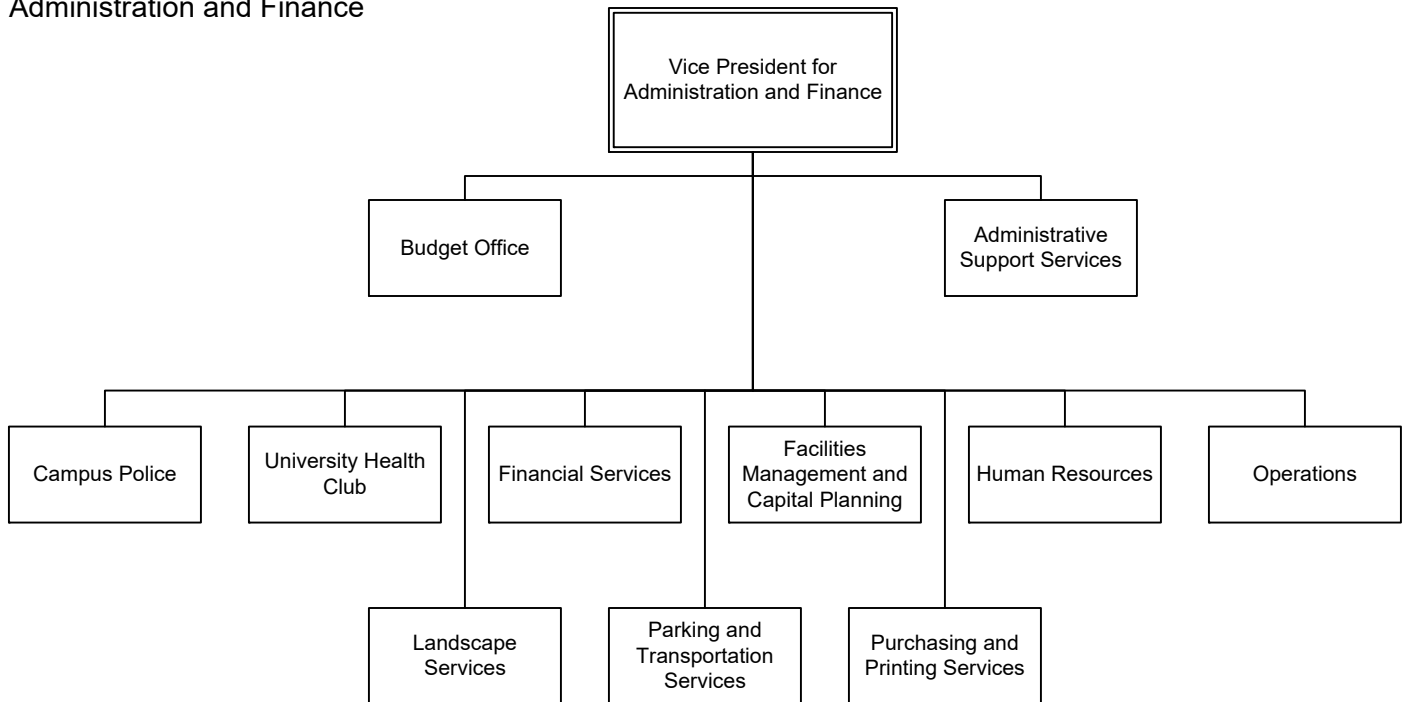 Administration and Finance
Vice President for
Administration and Finance
Budget Office
Administrative
Support Services
Campus Police
University Health
Club
Financial Services
Facilities
Management and
Capital Planning
Human Resources
Operations
Landscape
Services
Parking and
Transportation
Services
Purchasing and
Printing Services